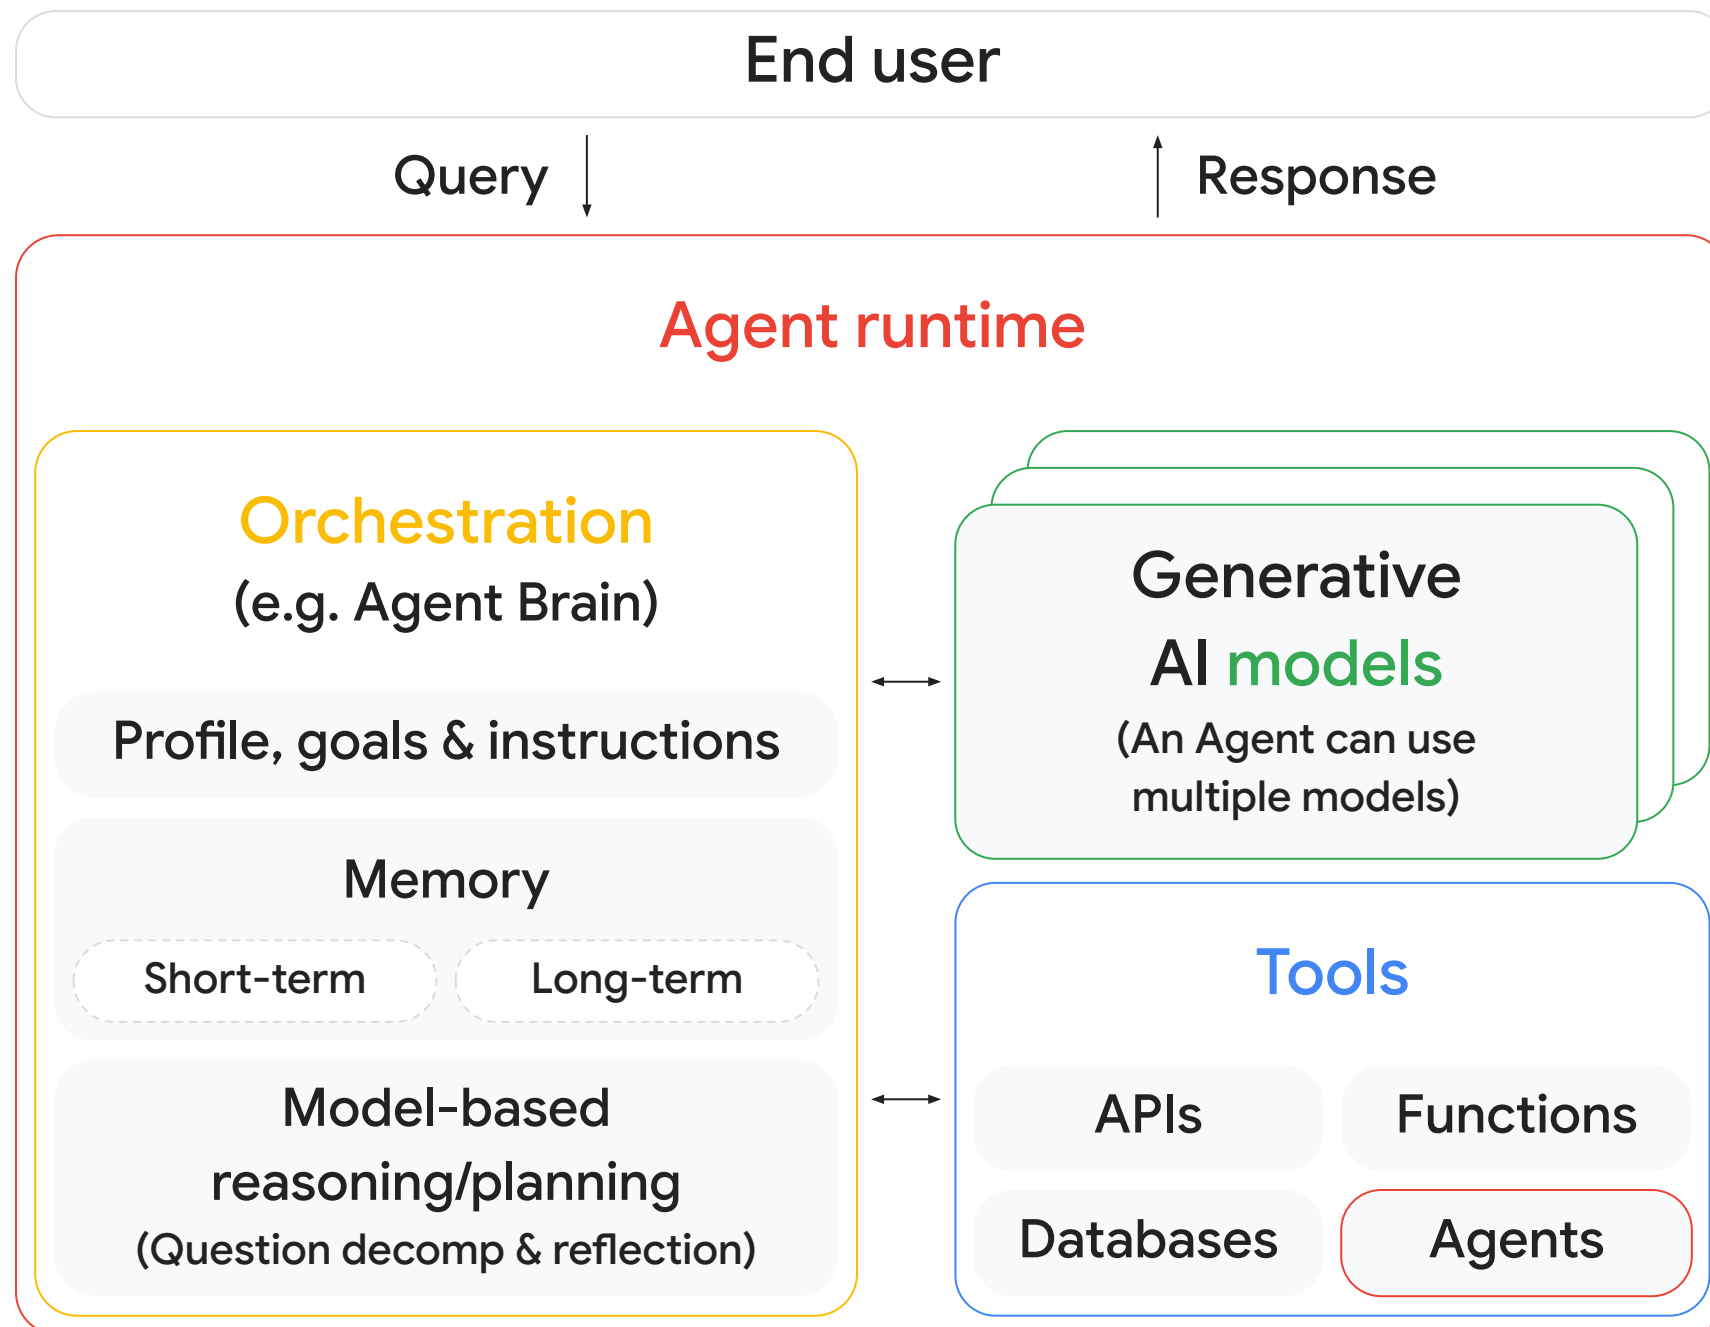 End user
Query
Response
Agent runtime
Orchestration
(e.g. Agent Brain)
Profile, goals & instructions
Memory
Short-term
Long-term
Model-based
reasoning/planning
(Question decomp & reflection)
Generative
AI models
(An Agent can use
multiple models)
Tools
APIs
Functions
Databases
Agents